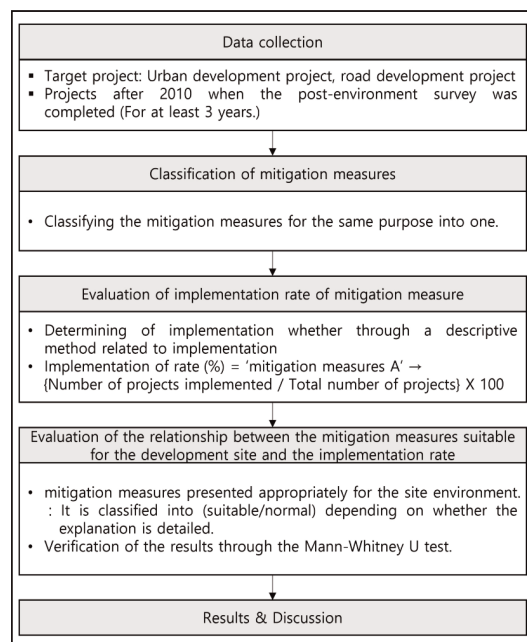 Data collection
▪ Target project: Urban development project, road development project
▪ Projects after 2010 when the post-environment survey was
completed (For at least 3 years.)
Classification of mitigation measures
• Classifying the mitigation measures for the same purpose into one.
Evaluation of implementation rate of mitigation measure
• Determining of implementation whether through a descriptive
method related to implementation
• Implementation of rate (%) = ‘mitigation measures A’ →
{Number of projects implemented / Total number of projects} X 100
Evaluation of the relationship between the mitigation measures suitable
for the development site and the implementation rate
• mitigation measures presented appropriately for the site environment.
: It is classified into (suitable/normal) depending on whether the
explanation is detailed.
• Verification of the results through the Mann-Whitney U test.
Results & Discussion